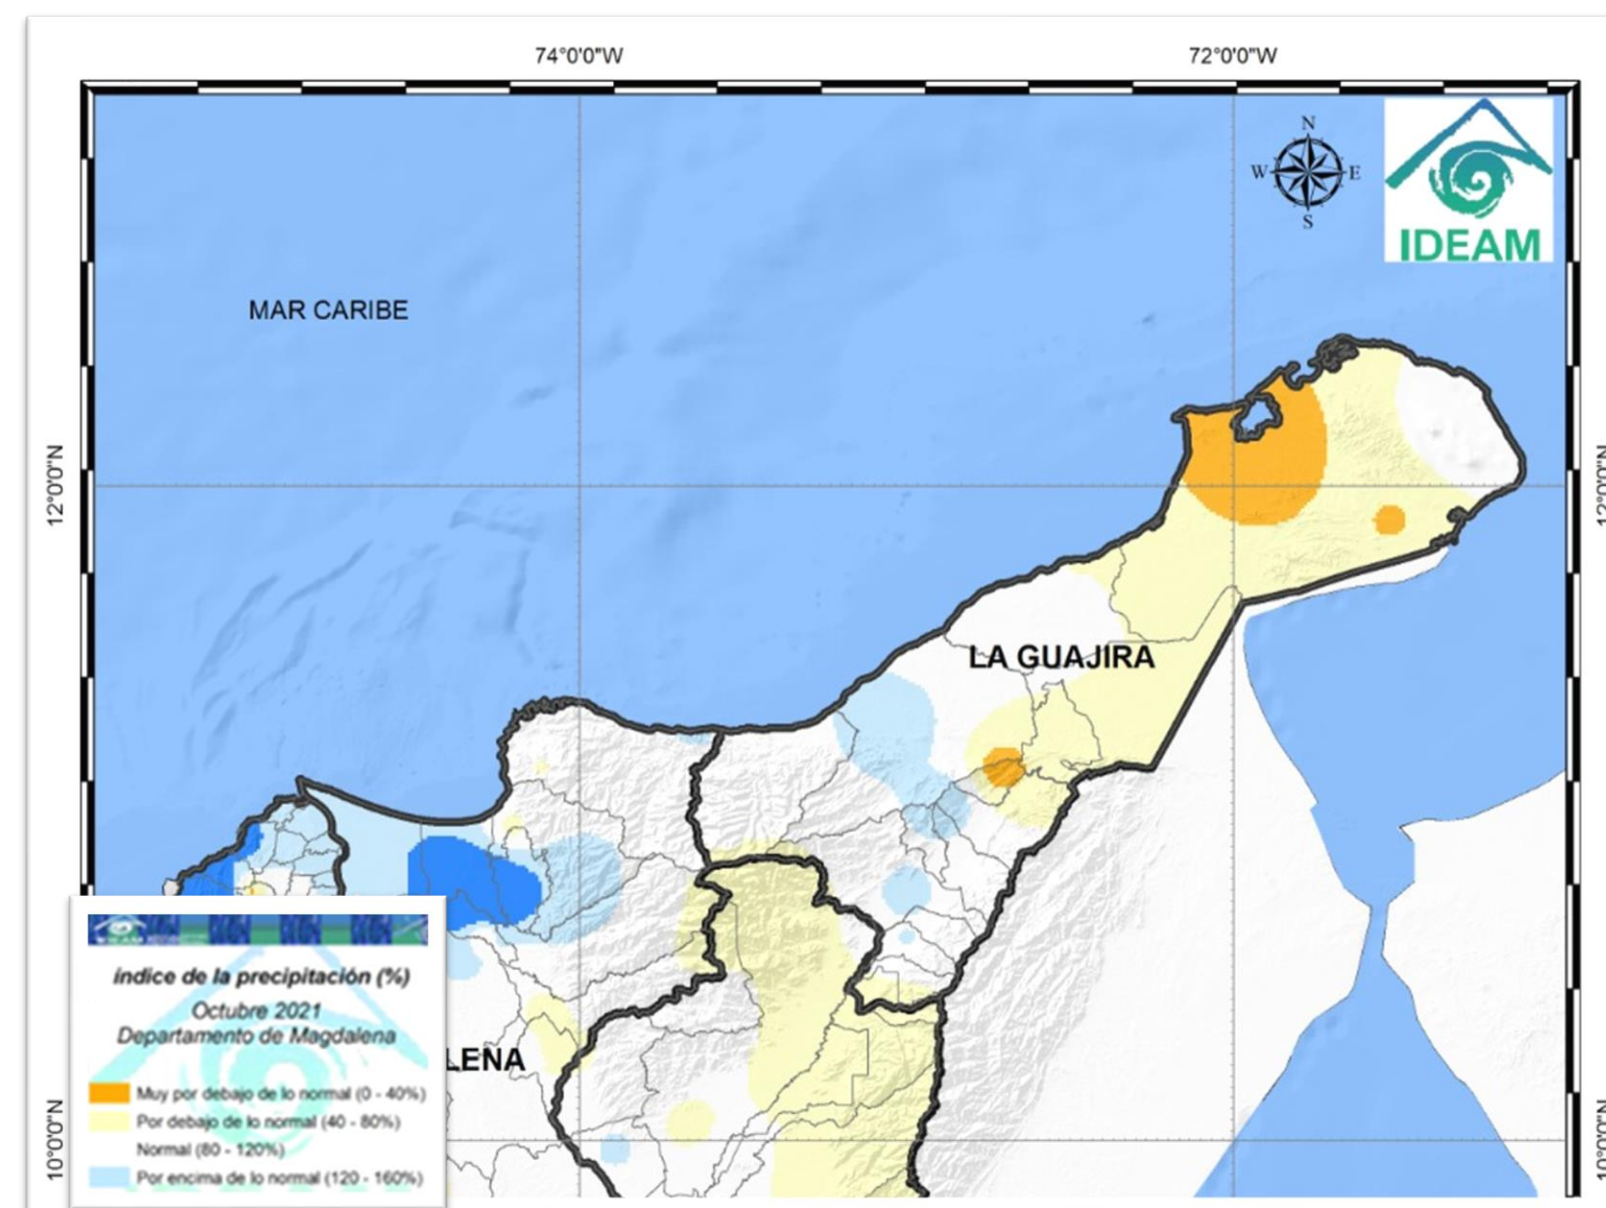 74°0'0"W
72°0'0"W
N
W
E
S
IDEAM
MAR CARIBE
12°0'0"N
12°0'0"N
LA GUAJIRA
LENA
IDEAM
índice de la precipitación (%)
Octubre 2021
Departamento de Magdalena
Muy por debajo de lo normal (0 - 40%)
Por debajo de lo normal (40 - 80%)
Normal (80 - 120%)
Por encima de lo normal (120 - 160%)
10°0'0"N
10°0'0"N